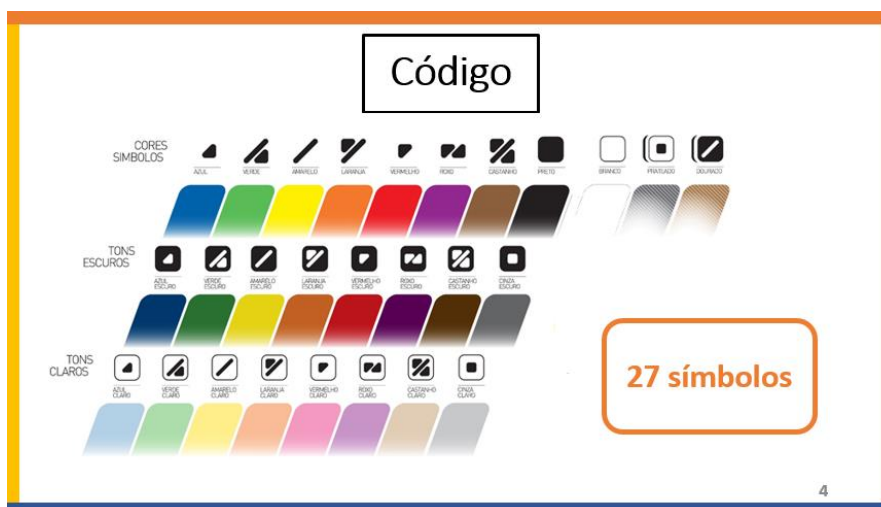 Código
CORES
SIMBOLOS
AZUL VERDE AMARELO LARANJA VERMELHO ROXO CASTANHO PRETO BRANCO PRATEADO DOURADO
TONS
ESCUROS
AZUL VERDE AMARELO LARANJA VERMELHO ROXO CASTANHO CINZA
ESCURO ESCURO ESCURO ESCURO ESCURO ESCURO ESCURO ESCURO
TONS
CLAROS
AZUL VERDE AMARELO LARANJA VERMELHO ROXO CASTANHO CINZA
CLARO CLARO CLARO CLARO CLARO CLARO CLARO CLARO
27 símbolos
4